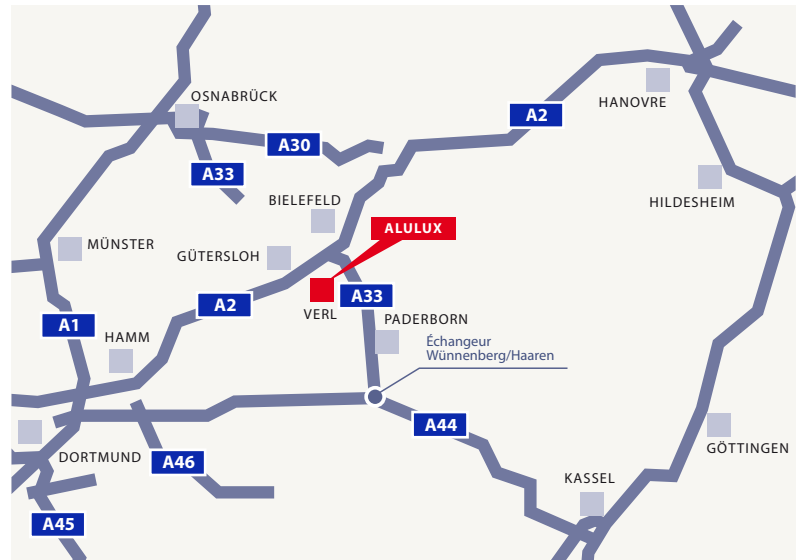 OSNABRÜCK
HANOVRE
A2
A30
A33
HILDESHEIM
BIELEFELD
ALULUX
MÜNSTER
GÜTERSLOH
A33
A2
VERL
PADERBORN
A1
HAMM
Échangeur
Wünnenberg/Haaren
A44
GÖTTINGEN
DORTMUND
A46
KASSEL
A45